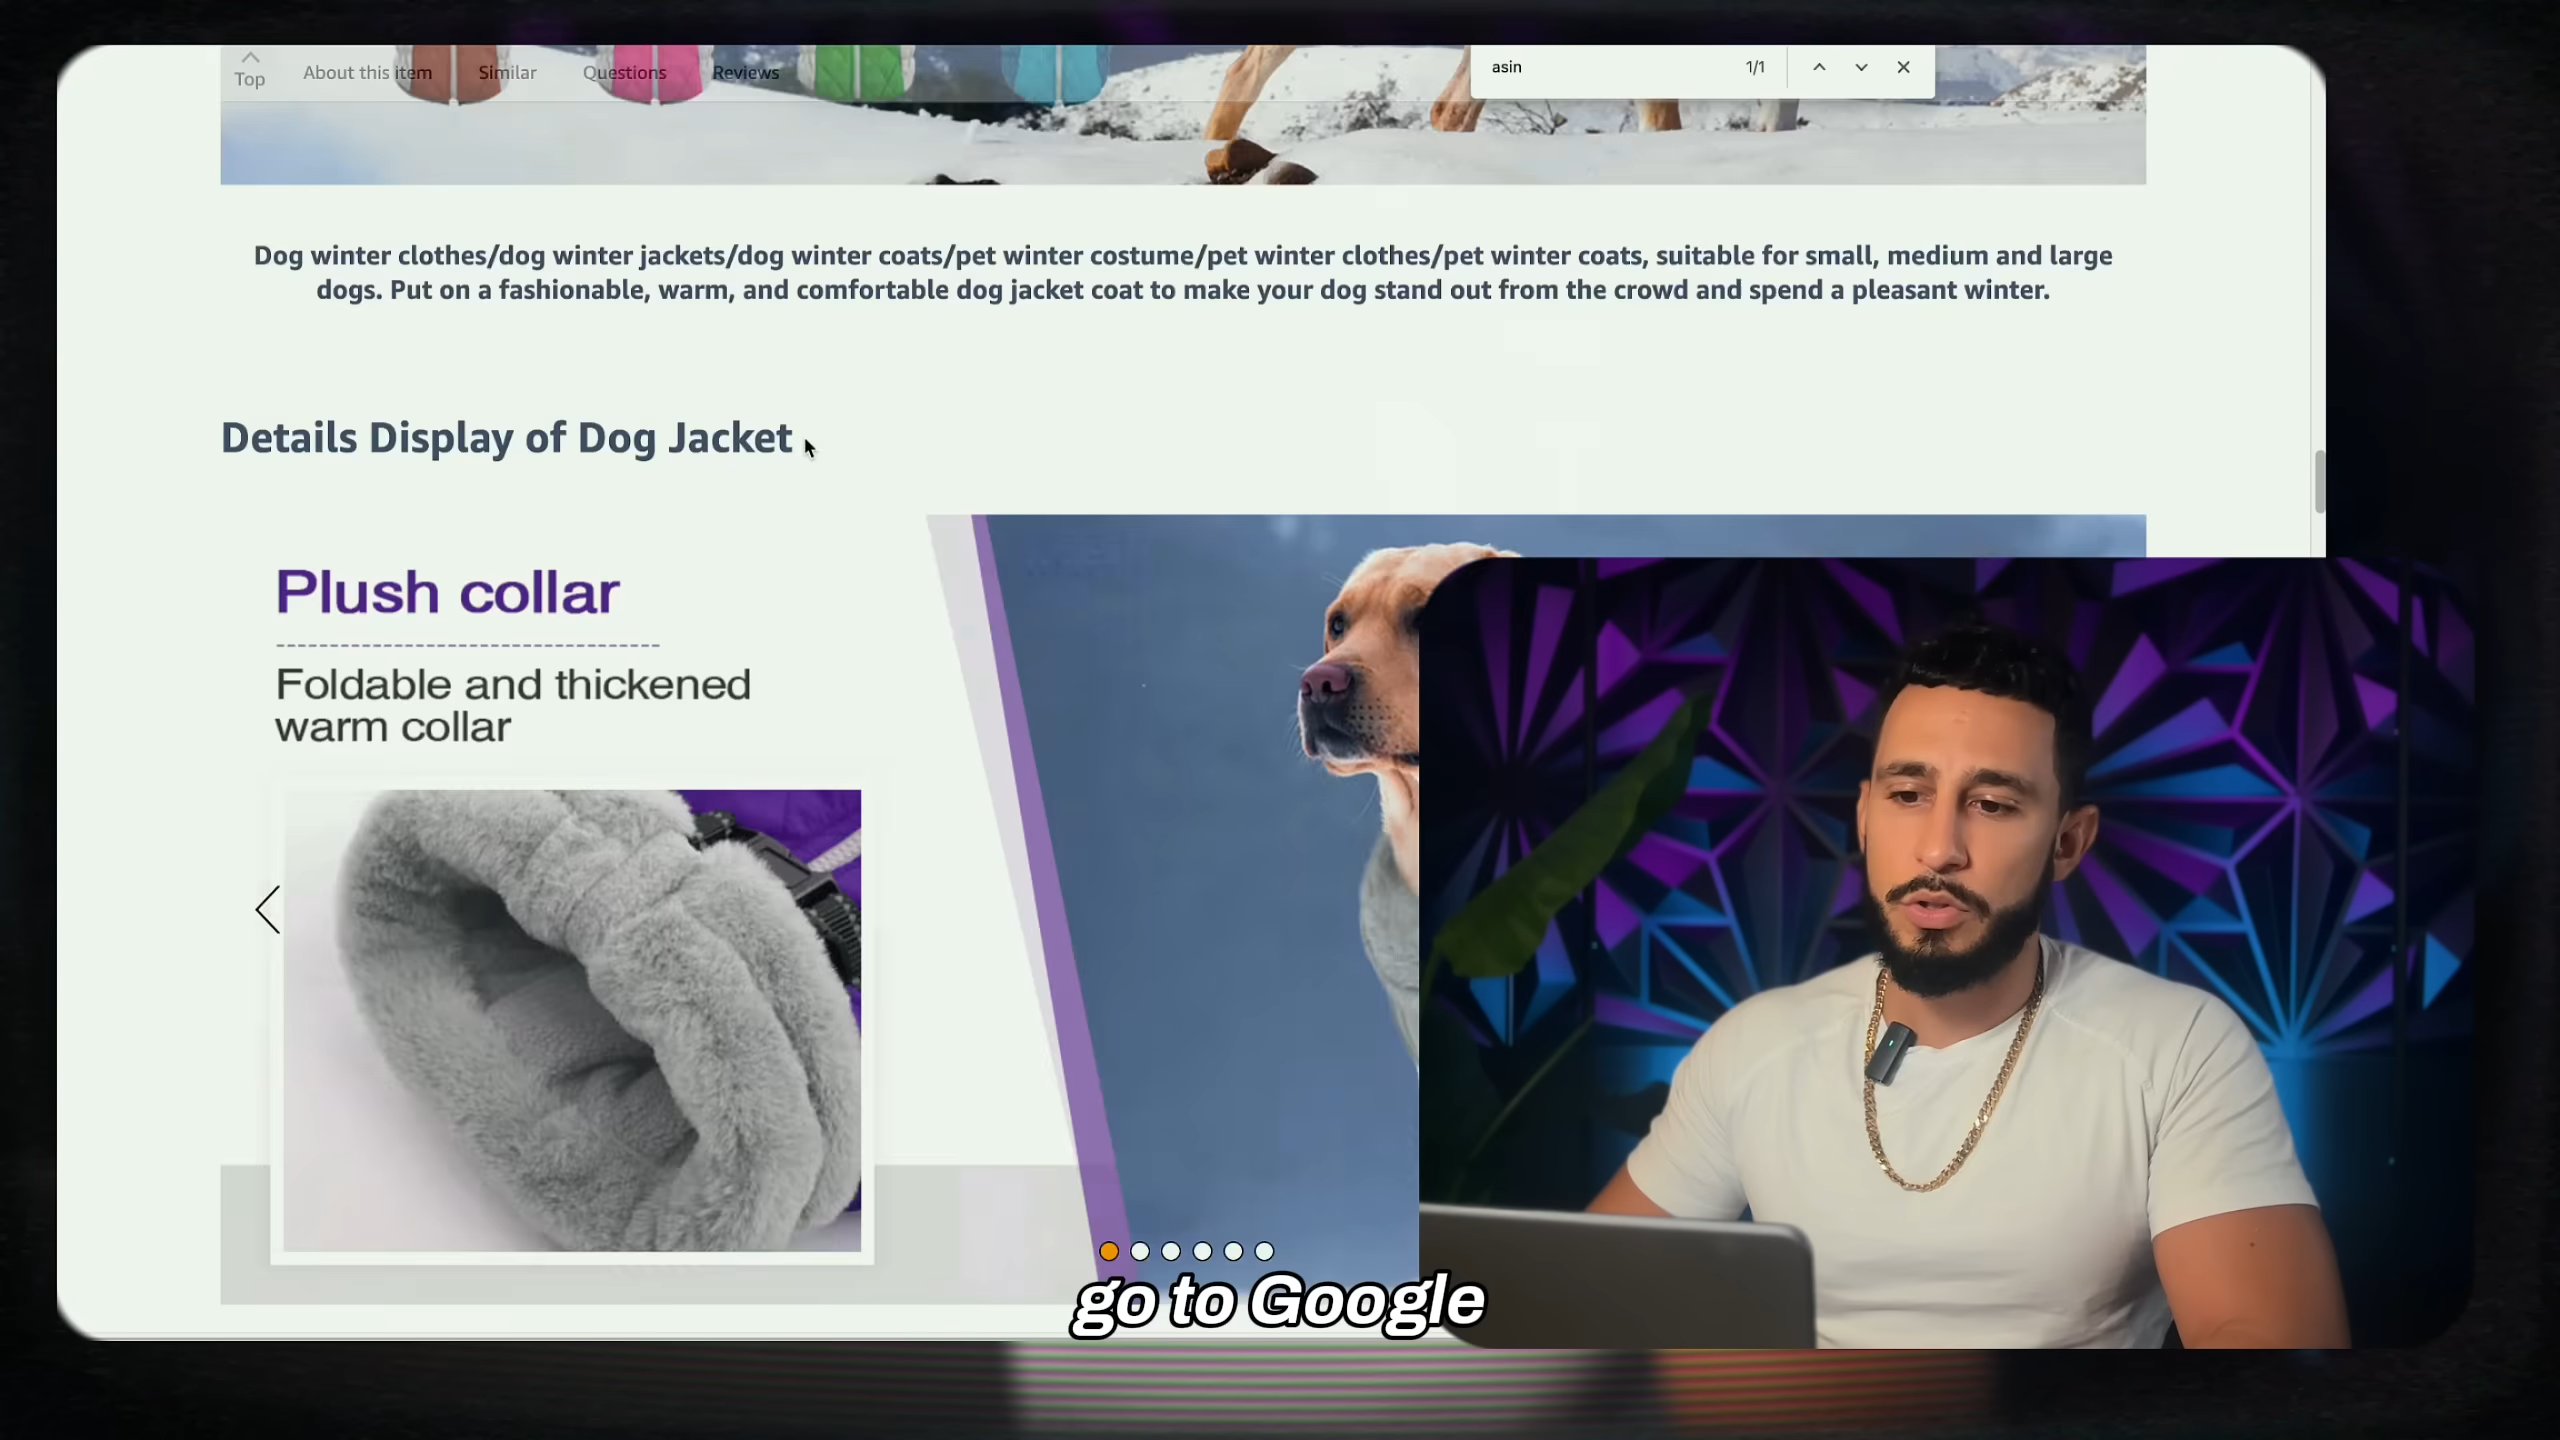 Top
About this item
Similar
Questions
Reviews
asin
1/1
Dog winter clothes/dog winter jackets/dog winter coats/pet winter costume/pet winter clothes/pet winter coats, suitable for small, medium and large
dogs. Put on a fashionable, warm, and comfortable dog jacket coat to make your dog stand out from the crowd and spend a pleasant winter.
Details Display of Dog Jacket
Plush collar
Foldable and thickened
warm collar
go to Google